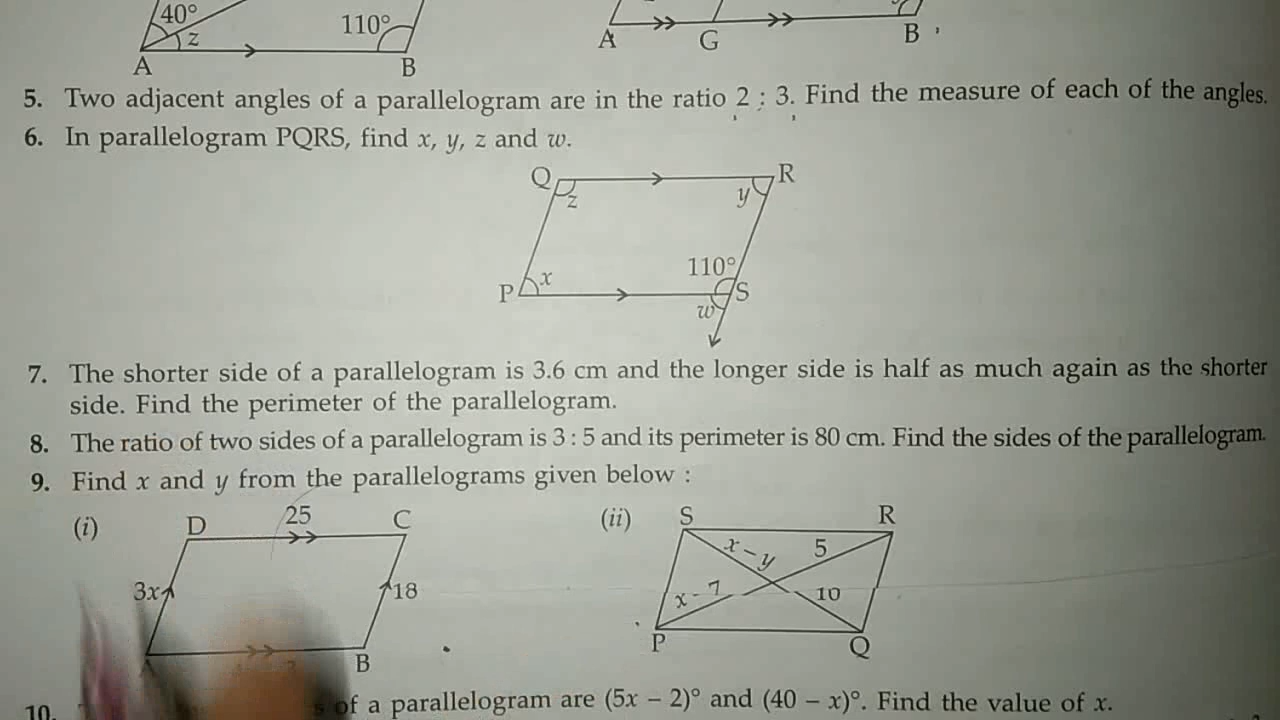 40°
z
110°
A
B
A
G
B
5. Two adjacent angles of a parallelogram are in the ratio 2 : 3. Find the measure of each of the angles.
6. In parallelogram PQRS, find x, y, z and w.
Q
R
z
y
110°
x
P
S
w
7. The shorter side of a parallelogram is 3.6 cm and the longer side is half as much again as the shorter
side. Find the perimeter of the parallelogram.
8. The ratio of two sides of a parallelogram is 3 : 5 and its perimeter is 80 cm. Find the sides of the parallelogram.
9. Find x and y from the parallelograms given below :
(i)
D
25
C
3x
18
B
(ii)
S
R
x – y
5
x – 7
10
P
Q
10.
of a parallelogram are (5x – 2)° and (40 – x)°. Find the value of x.